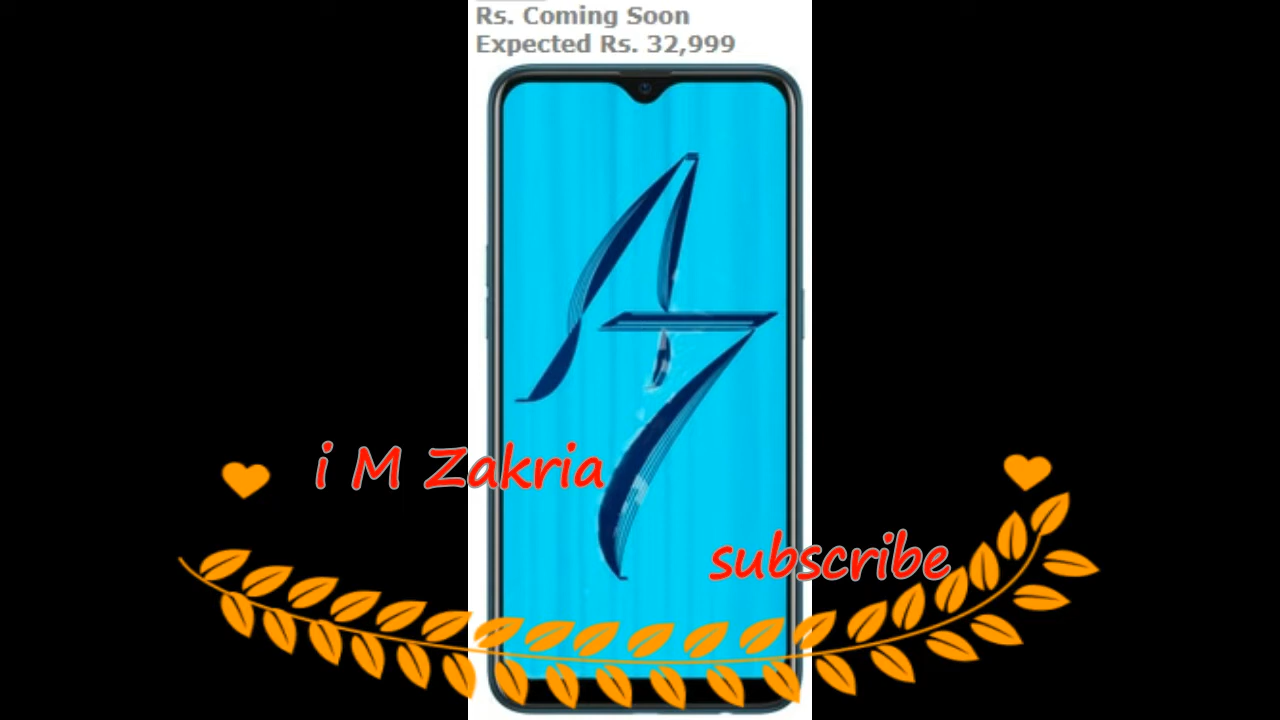 Rs. Coming Soon
Expected Rs. 32,999
A7
i M Zakria
subscribe